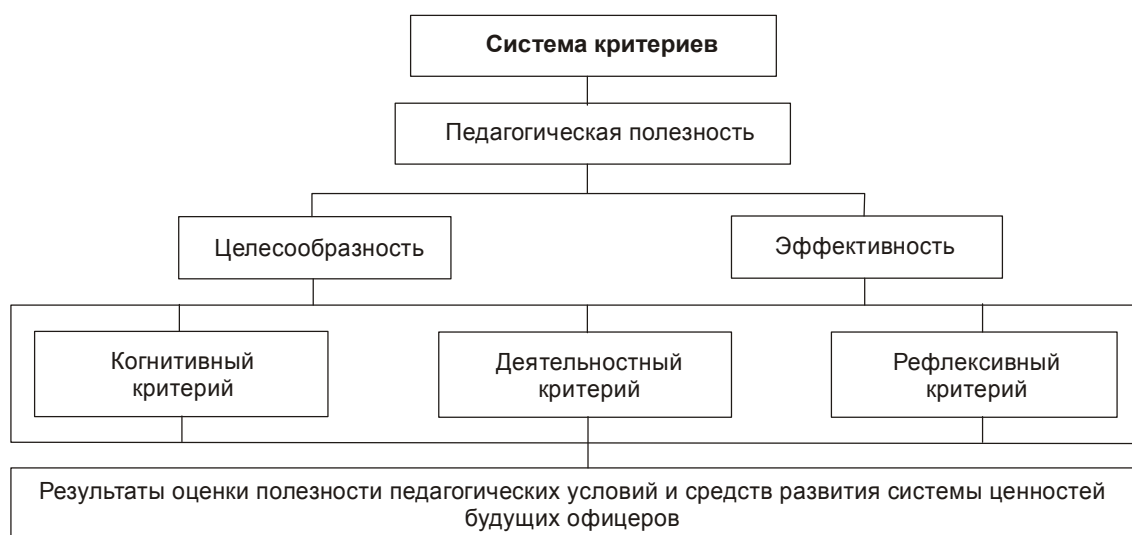 Система критериев
Педагогическая полезность
Целесообразность
Эффективность
Когнитивный
критерий
Деятельностный
критерий
Рефлексивный
критерий
Результаты оценки полезности педагогических условий и средств развития системы ценностей
будущих офицеров